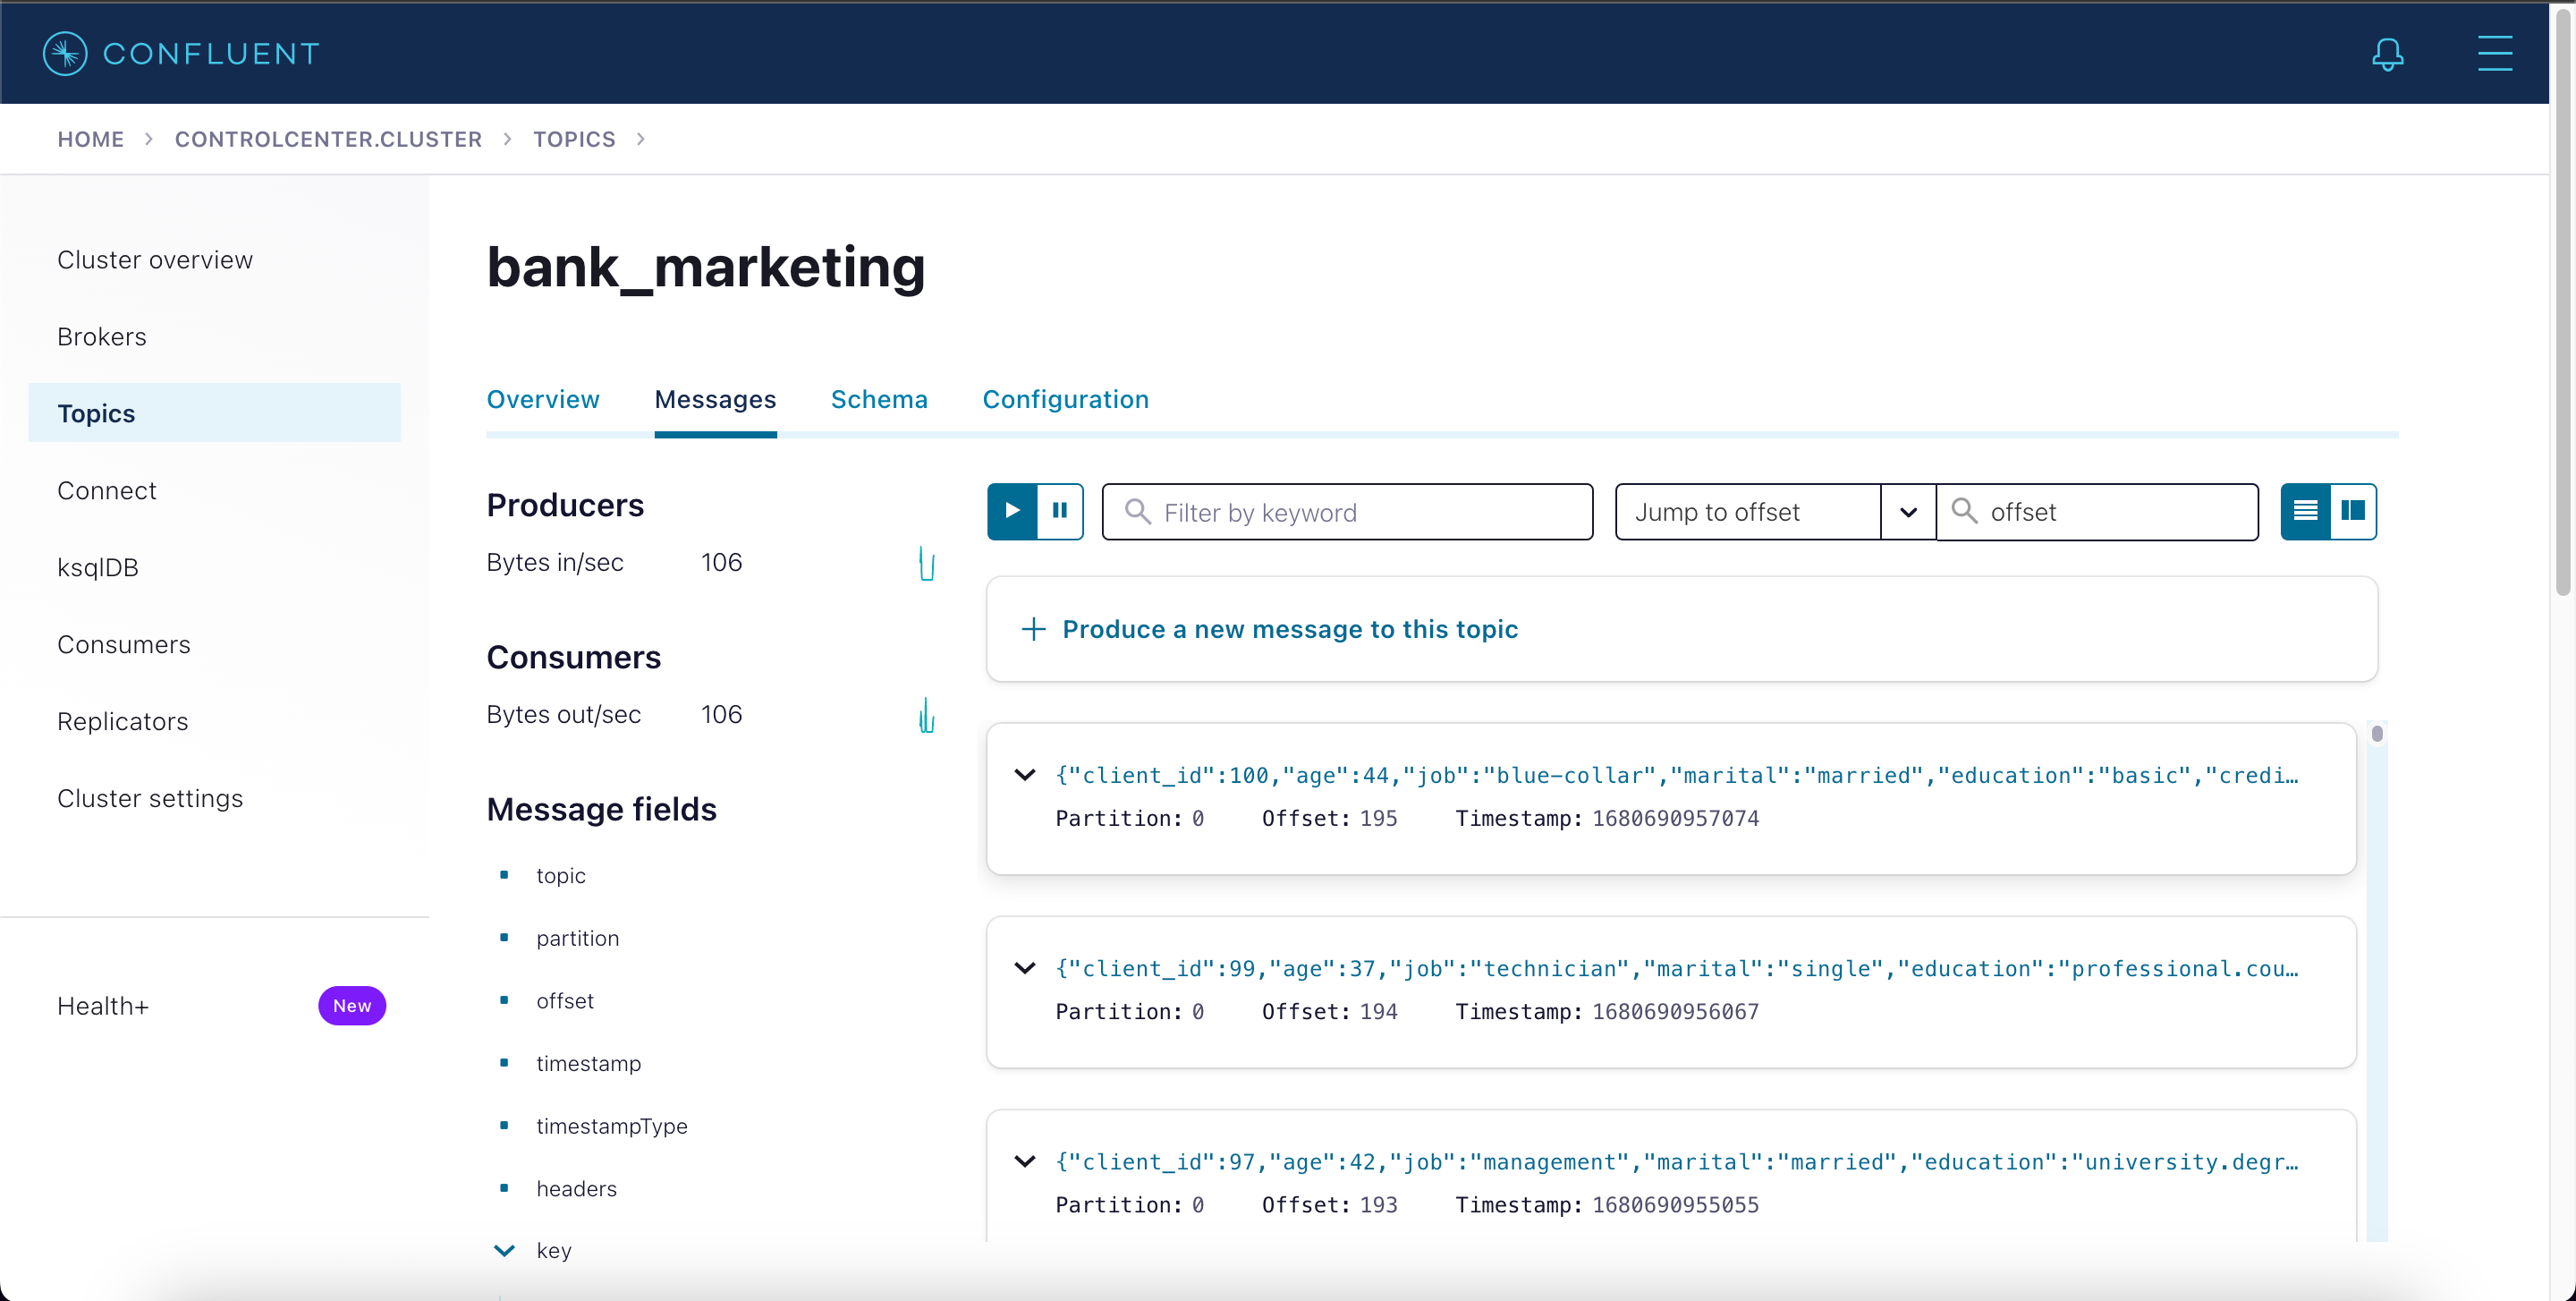 CONFLUENT
HOME > CONTROLCENTER.CLUSTER > TOPICS >
Cluster overview
Brokers
Topics
Connect
ksqlDB
Consumers
Replicators
Cluster settings
Health+ New
bank_marketing
Overview Messages Schema Configuration
Producers
Bytes in/sec 106
Consumers
Bytes out/sec 106
Message fields
topic
partition
offset
timestamp
timestampType
headers
key
Filter by keyword Jump to offset offset
+ Produce a new message to this topic
{"client_id":100,"age":44,"job":"blue-collar","marital":"married","education":"basic","credi…
Partition: 0 Offset: 195 Timestamp: 1680690957074
{"client_id":99,"age":37,"job":"technician","marital":"single","education":"professional.cou…
Partition: 0 Offset: 194 Timestamp: 1680690956067
{"client_id":97,"age":42,"job":"management","marital":"married","education":"university.degr…
Partition: 0 Offset: 193 Timestamp: 1680690955055